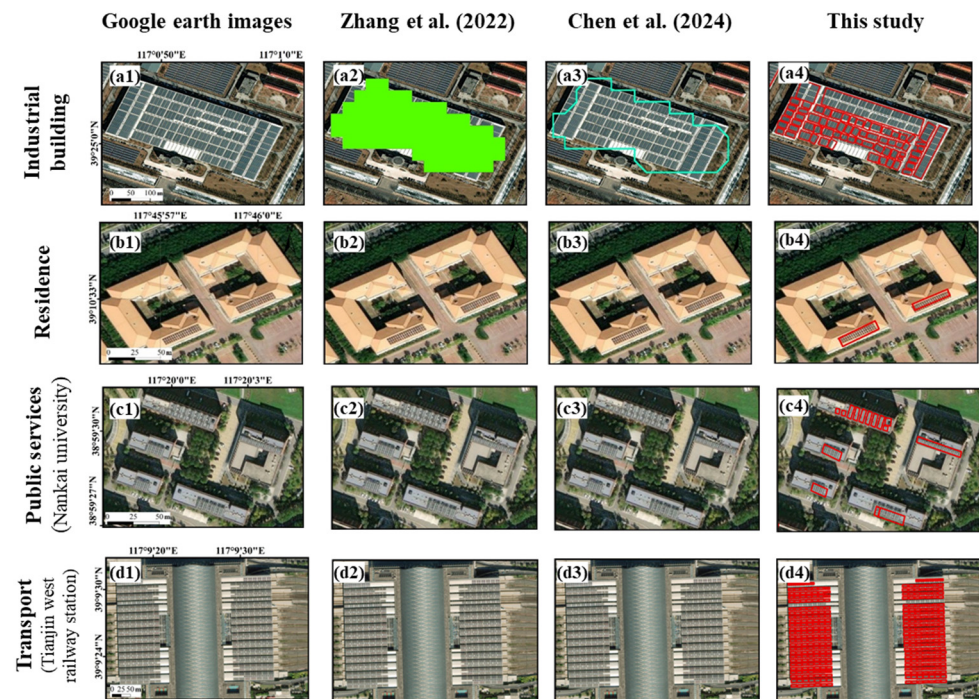 Google earth images Zhang et al. (2022) Chen et al. (2024) This study
117°0'50"E 117°1'0"E
Industrial
building
39°25'0"N
(a1) (a2) (a3) (a4)
0 50 100 m
117°45'57"E 117°46'0"E
Residence
39°10'33"N
(b1) (b2) (b3) (b4)
0 25 50 m
117°20'0"E 117°20'3"E
Public services
(Nankai university)
38°59'27"N 38°59'30"N
(c1) (c2) (c3) (c4)
0 25 50 m
117°9'20"E 117°9'30"E
Transport
(Tianjin west
railway station)
39°9'24"N 39°9'30"N
(d1) (d2) (d3) (d4)
0 25 50 m